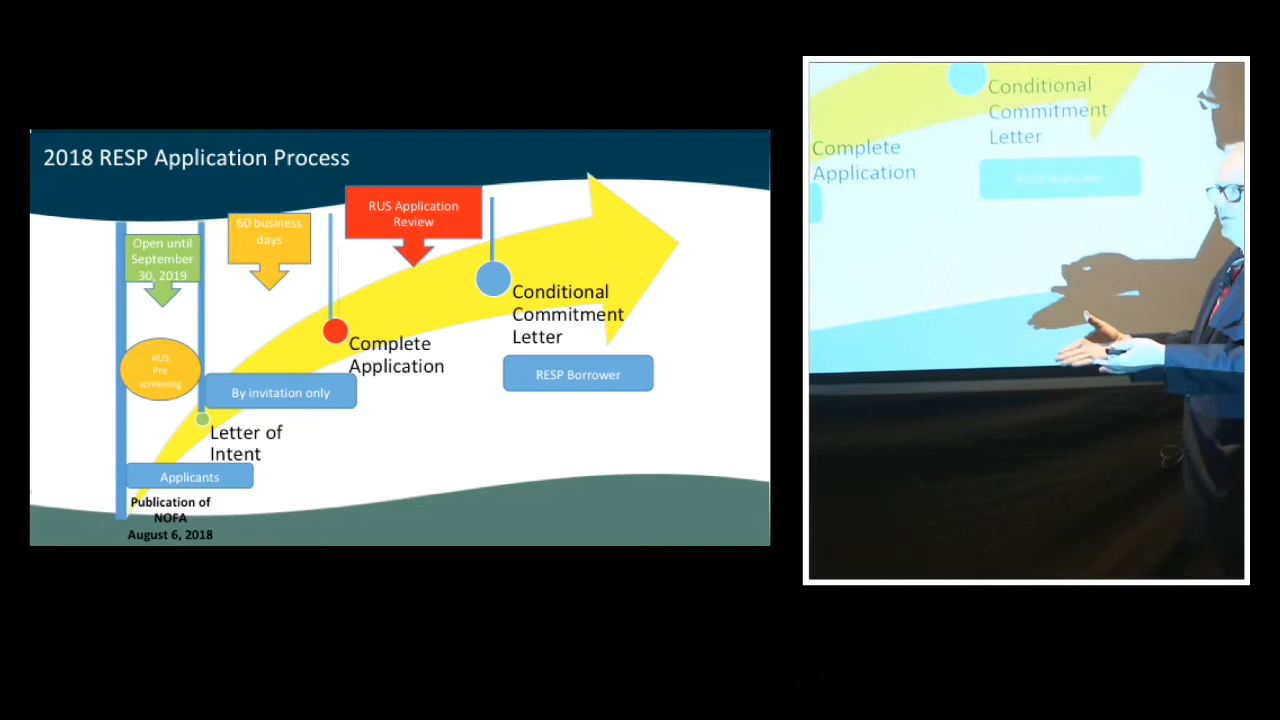 2018 RESP Application Process
Open until
September
30, 2019
60 business
days
RUS Application
Review
RUS
Pre
screening
Conditional
Commitment
Letter
Complete
Application
RESP Borrower
By invitation only
Letter of
Intent
Applicants
Publication of
NOFA
August 6, 2018
Conditional
Commitment
Letter
Complete
Application